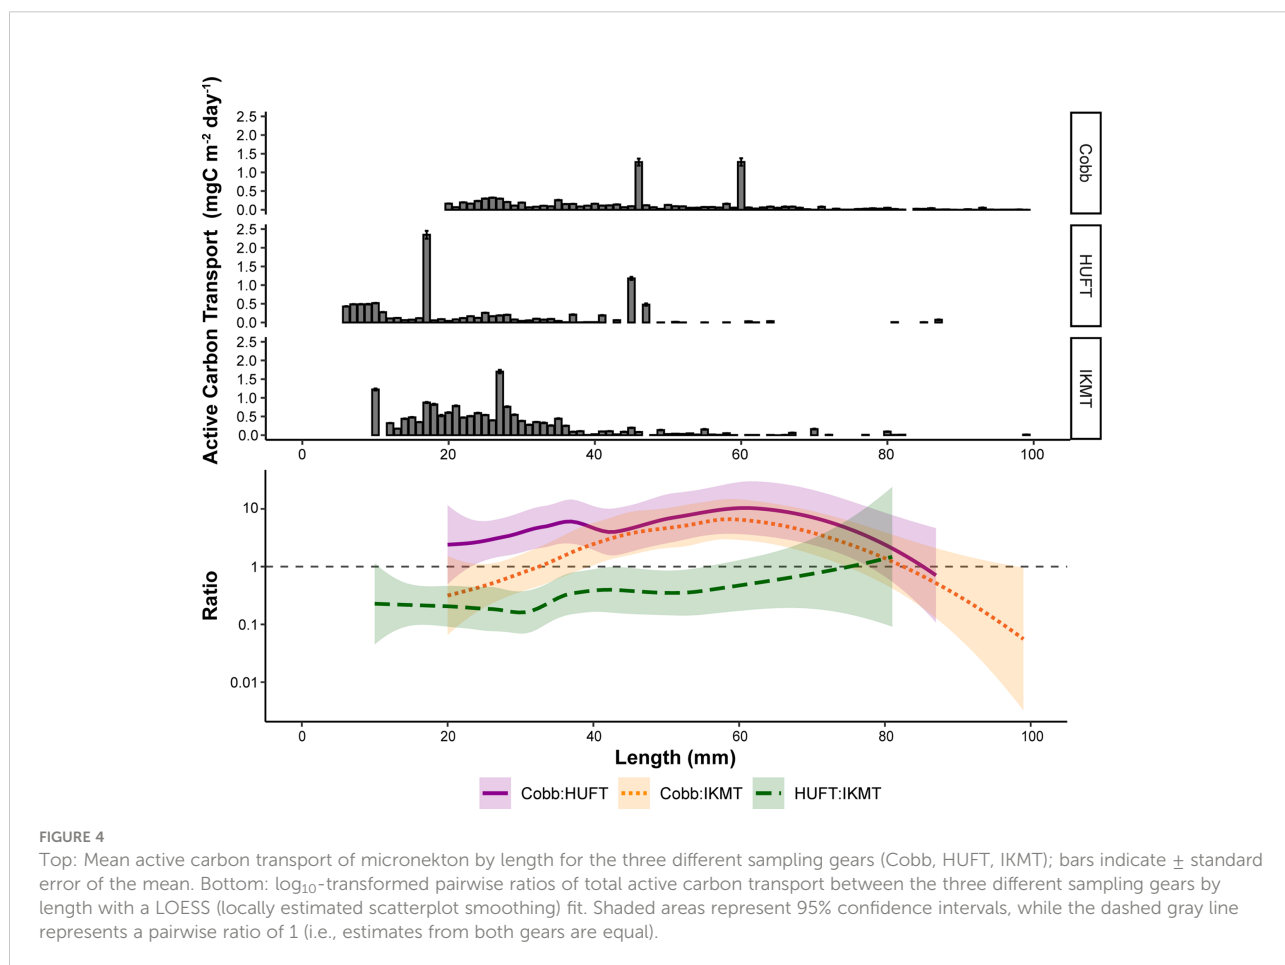 Active Carbon Transport (mgC m⁻² day⁻¹)
2.5
2.0
1.5
1.0
0.5
0.0
Cobb
2.5
2.0
1.5
1.0
0.5
0.0
HUFT
2.5
2.0
1.5
1.0
0.5
0.0
IKMT
0 20 40 60 80 100
Ratio
10
1
0.1
0.01
0 20 40 60 80 100
Length (mm)
Cobb:HUFT Cobb:IKMT HUFT:IKMT
FIGURE 4
Top: Mean active carbon transport of micronekton by length for the three different sampling gears (Cobb, HUFT, IKMT); bars indicate ± standard
error of the mean. Bottom: log₁₀-transformed pairwise ratios of total active carbon transport between the three different sampling gears by
length with a LOESS (locally estimated scatterplot smoothing) fit. Shaded areas represent 95% confidence intervals, while the dashed gray line
represents a pairwise ratio of 1 (i.e., estimates from both gears are equal).